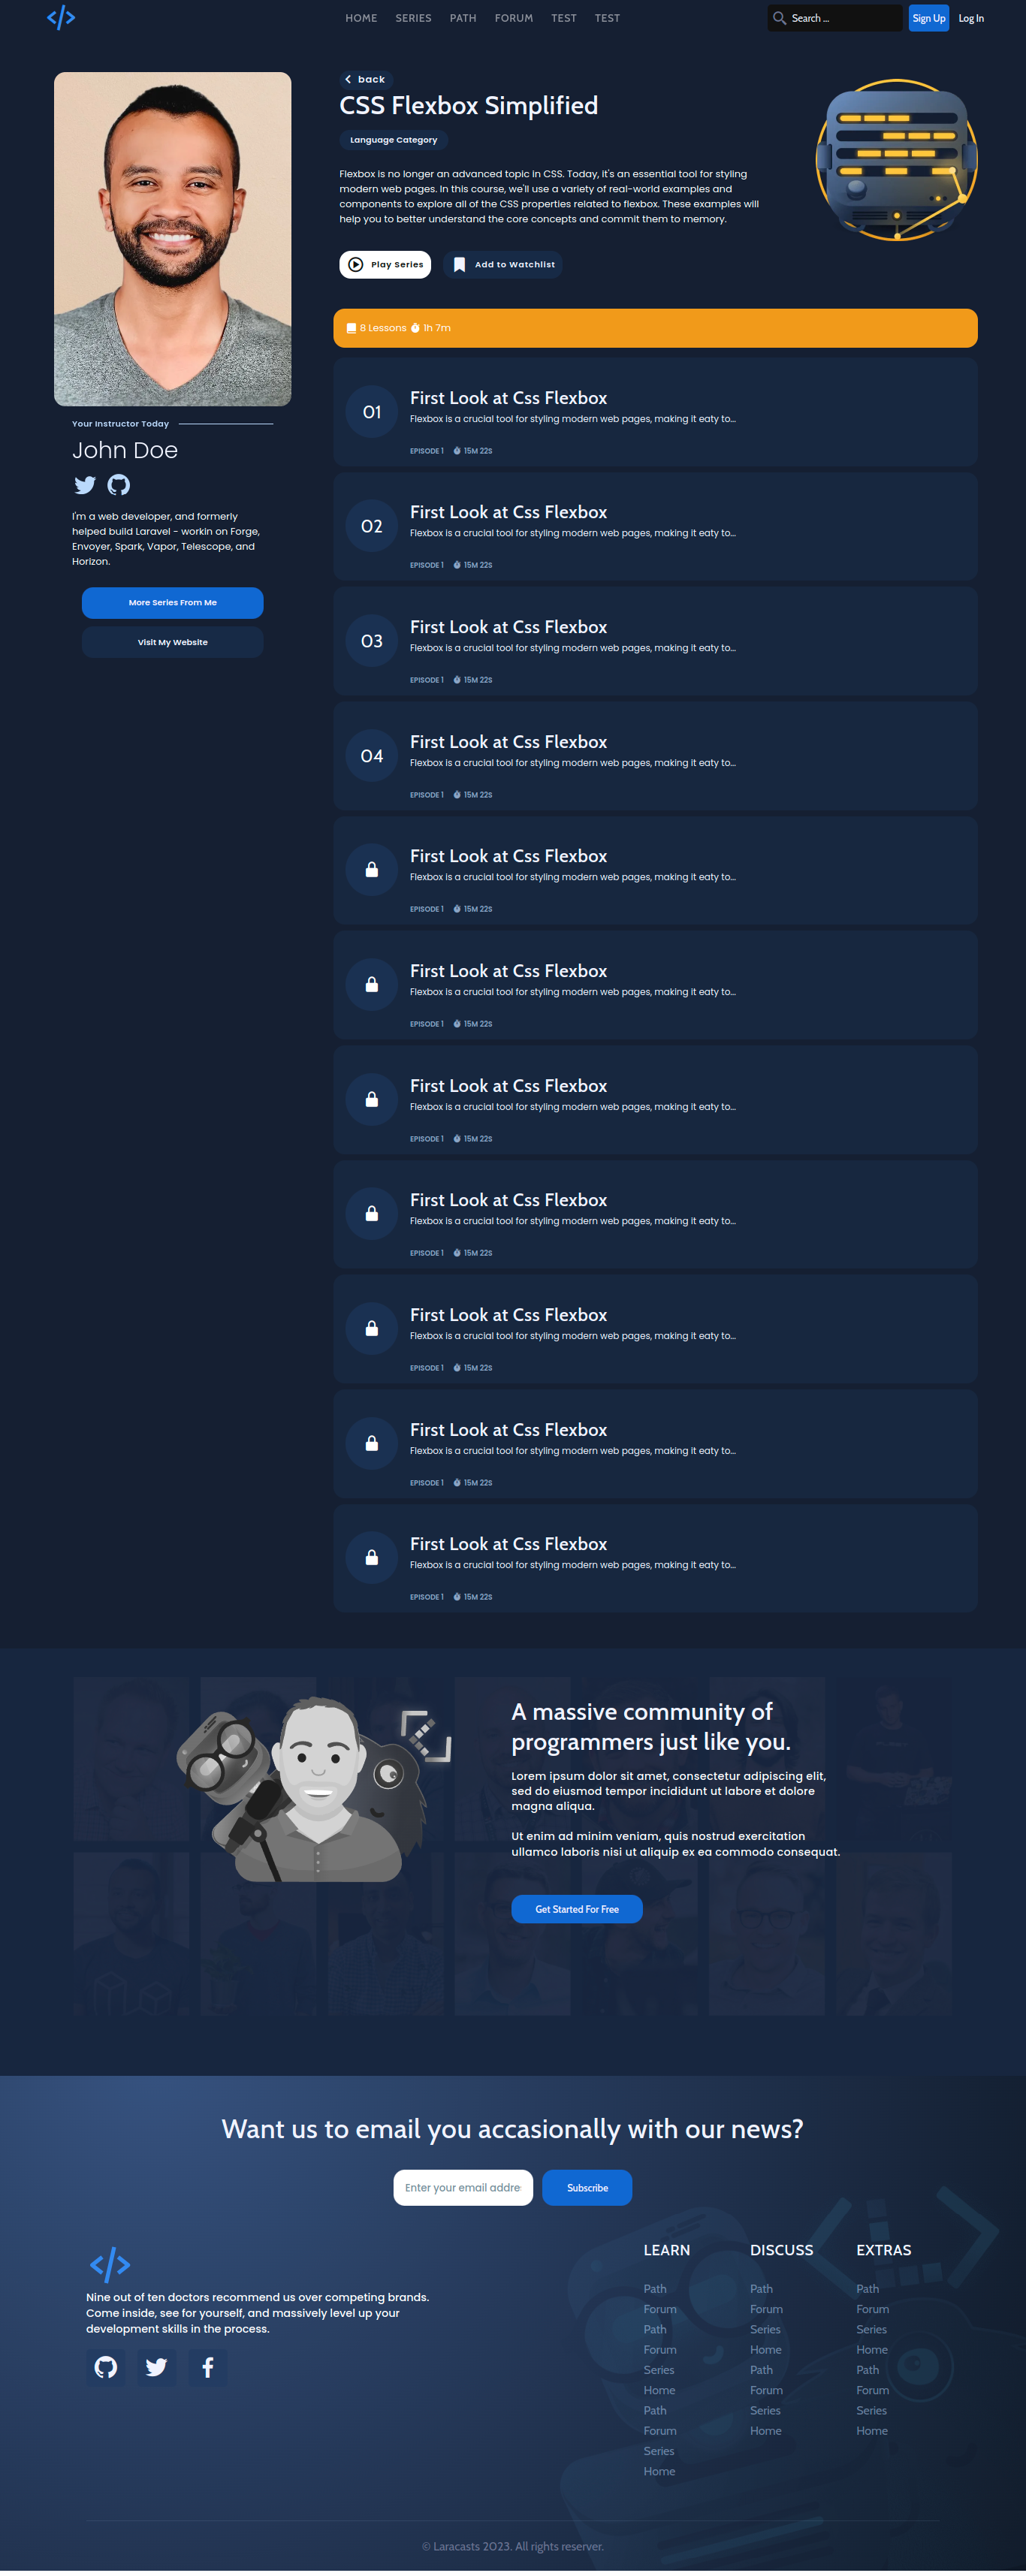 HOME SERIES PATH FORUM TEST TEST
Search ...
Sign Up
Log In
back
CSS Flexbox Simplified
Language Category
Flexbox is no longer an advanced topic in CSS. Today, it's an essential tool for styling
modern web pages. In this course, we'll use a variety of real-world examples and
components to explore all of the CSS properties related to flexbox. These examples will
help you to better understand the core concepts and commit them to memory.
Play Series
Add to Watchlist
Your Instructor Today
John Doe
I'm a web developer, and formerly
helped build Laravel - workin on Forge,
Envoyer, Spark, Vapor, Telescope, and
Horizon.
More Series From Me
Visit My Website
8 Lessons 1h 7m
01
First Look at Css Flexbox
Flexbox is a crucial tool for styling modern web pages, making it eaty to...
EPISODE 1 15M 22S
02
First Look at Css Flexbox
Flexbox is a crucial tool for styling modern web pages, making it eaty to...
EPISODE 1 15M 22S
03
First Look at Css Flexbox
Flexbox is a crucial tool for styling modern web pages, making it eaty to...
EPISODE 1 15M 22S
04
First Look at Css Flexbox
Flexbox is a crucial tool for styling modern web pages, making it eaty to...
EPISODE 1 15M 22S
First Look at Css Flexbox
Flexbox is a crucial tool for styling modern web pages, making it eaty to...
EPISODE 1 15M 22S
First Look at Css Flexbox
Flexbox is a crucial tool for styling modern web pages, making it eaty to...
EPISODE 1 15M 22S
First Look at Css Flexbox
Flexbox is a crucial tool for styling modern web pages, making it eaty to...
EPISODE 1 15M 22S
First Look at Css Flexbox
Flexbox is a crucial tool for styling modern web pages, making it eaty to...
EPISODE 1 15M 22S
First Look at Css Flexbox
Flexbox is a crucial tool for styling modern web pages, making it eaty to...
EPISODE 1 15M 22S
First Look at Css Flexbox
Flexbox is a crucial tool for styling modern web pages, making it eaty to...
EPISODE 1 15M 22S
First Look at Css Flexbox
Flexbox is a crucial tool for styling modern web pages, making it eaty to...
EPISODE 1 15M 22S
A massive community of
programmers just like you.
Lorem ipsum dolor sit amet, consectetur adipiscing elit,
sed do eiusmod tempor incididunt ut labore et dolore
magna aliqua.
Ut enim ad minim veniam, quis nostrud exercitation
ullamco laboris nisi ut aliquip ex ea commodo consequat.
Get Started For Free
Want us to email you accasionally with our news?
Enter your email addre
Subscribe
Nine out of ten doctors recommend us over competing brands.
Come inside, see for yourself, and massively level up your
development skills in the process.
LEARN
Path
Forum
Path
Forum
Series
Home
Path
Forum
Series
Home
DISCUSS
Path
Forum
Series
Home
Path
Forum
Series
Home
EXTRAS
Path
Forum
Series
Home
Path
Forum
Series
Home
© Laracasts 2023. All rights reserver.